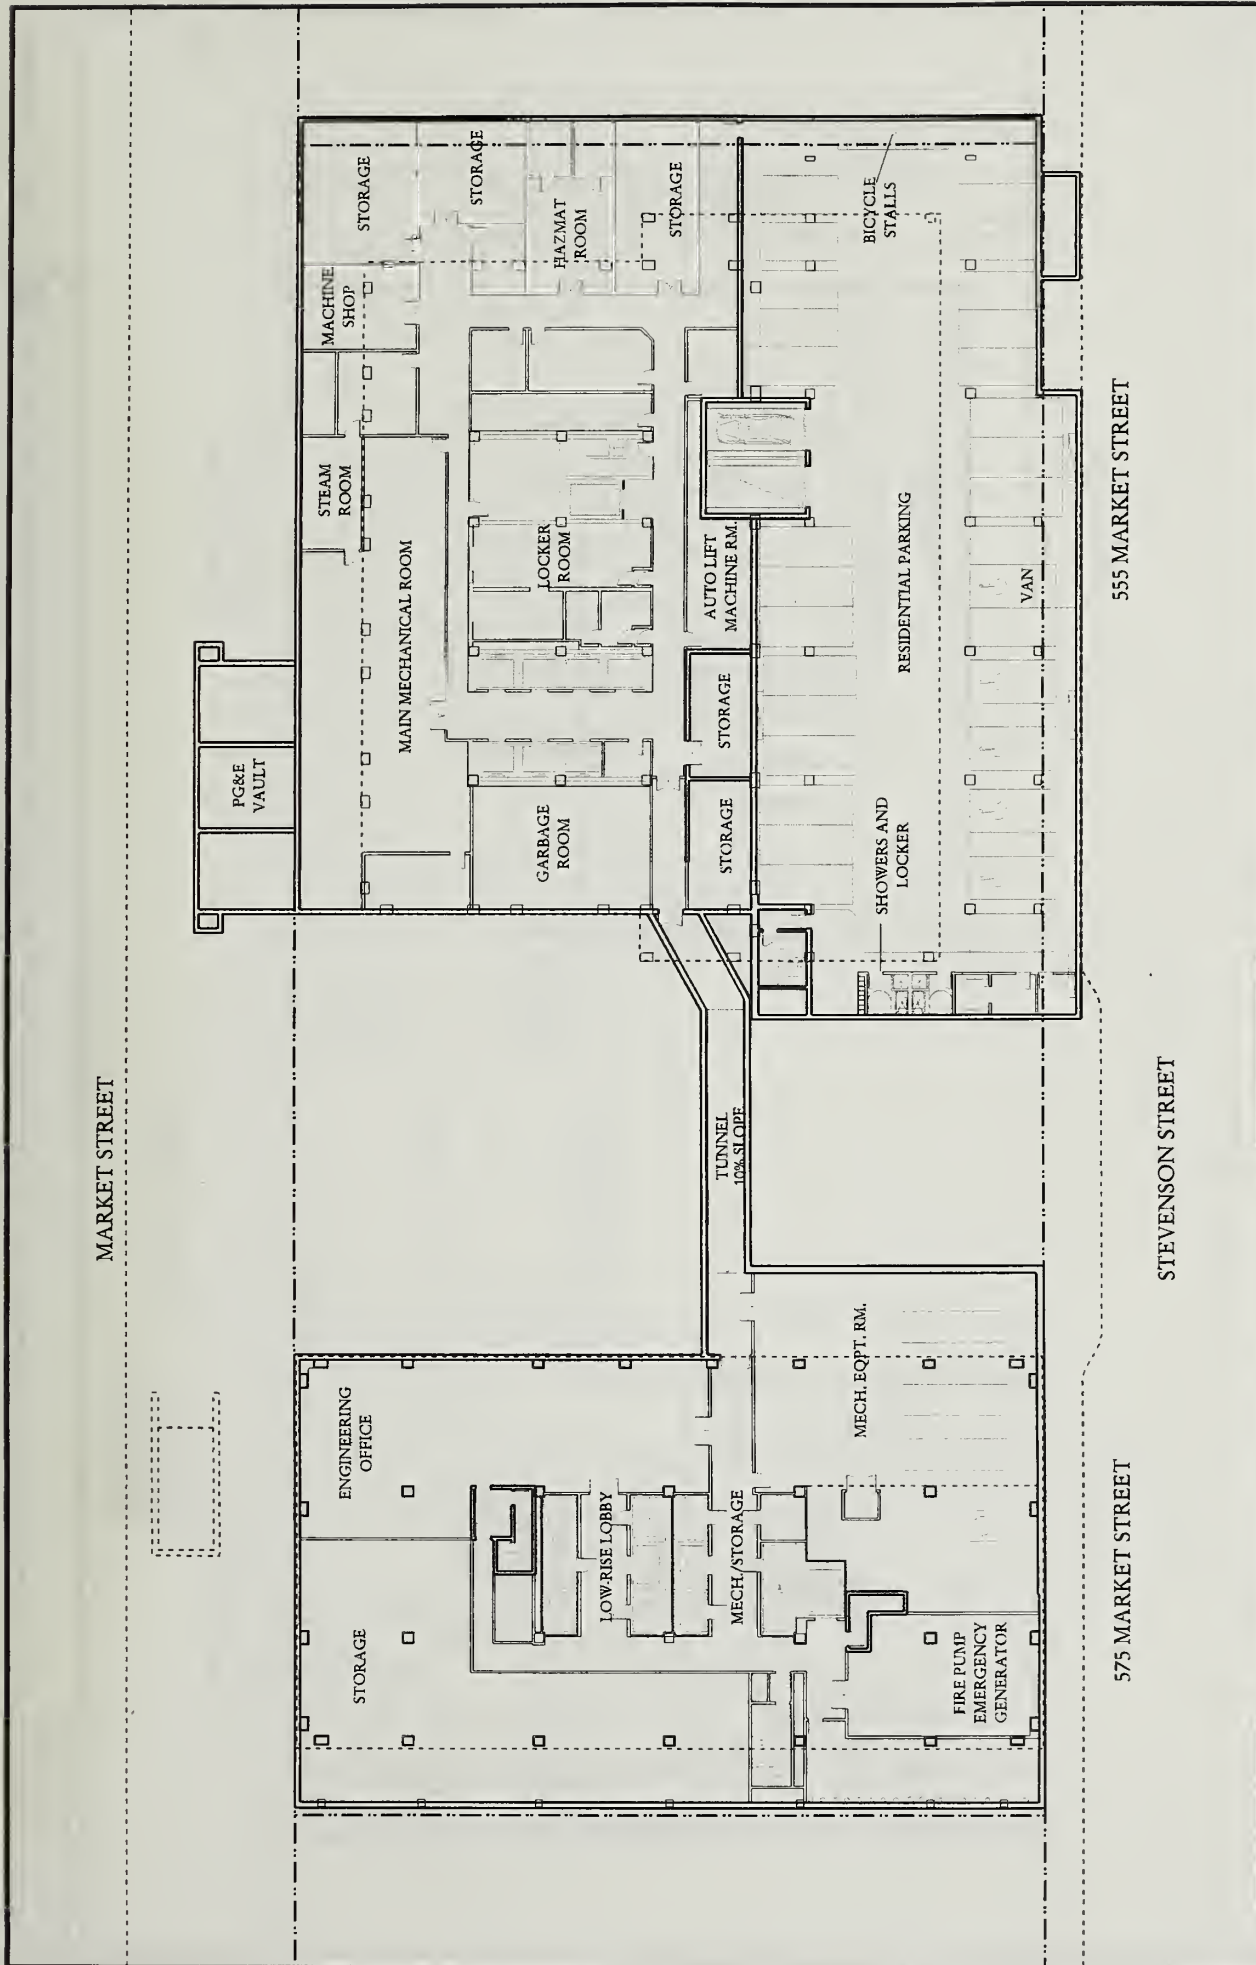 MARKET STREET
PG&E
VAULT
STORAGE
STORAGE
MACHINE
SHOP
HAZMAT
ROOM
STORAGE
STEAM
ROOM
MAIN MECHANICAL ROOM
LOCKER
ROOM
AUTO LIFT
MACHINE RM.
STORAGE
GARBAGE
ROOM
STORAGE
BICYCLE
STALLS
RESIDENTIAL PARKING
VAN
SHOWERS AND
LOCKER
555 MARKET STREET
TUNNEL
10% SLOPE
STEVENSON STREET
ENGINEERING
OFFICE
STORAGE
LOW-RISE LOBBY
MECH./STORAGE
MECH. EQPT. RM.
FIRE PUMP
EMERGENCY
GENERATOR
575 MARKET STREET